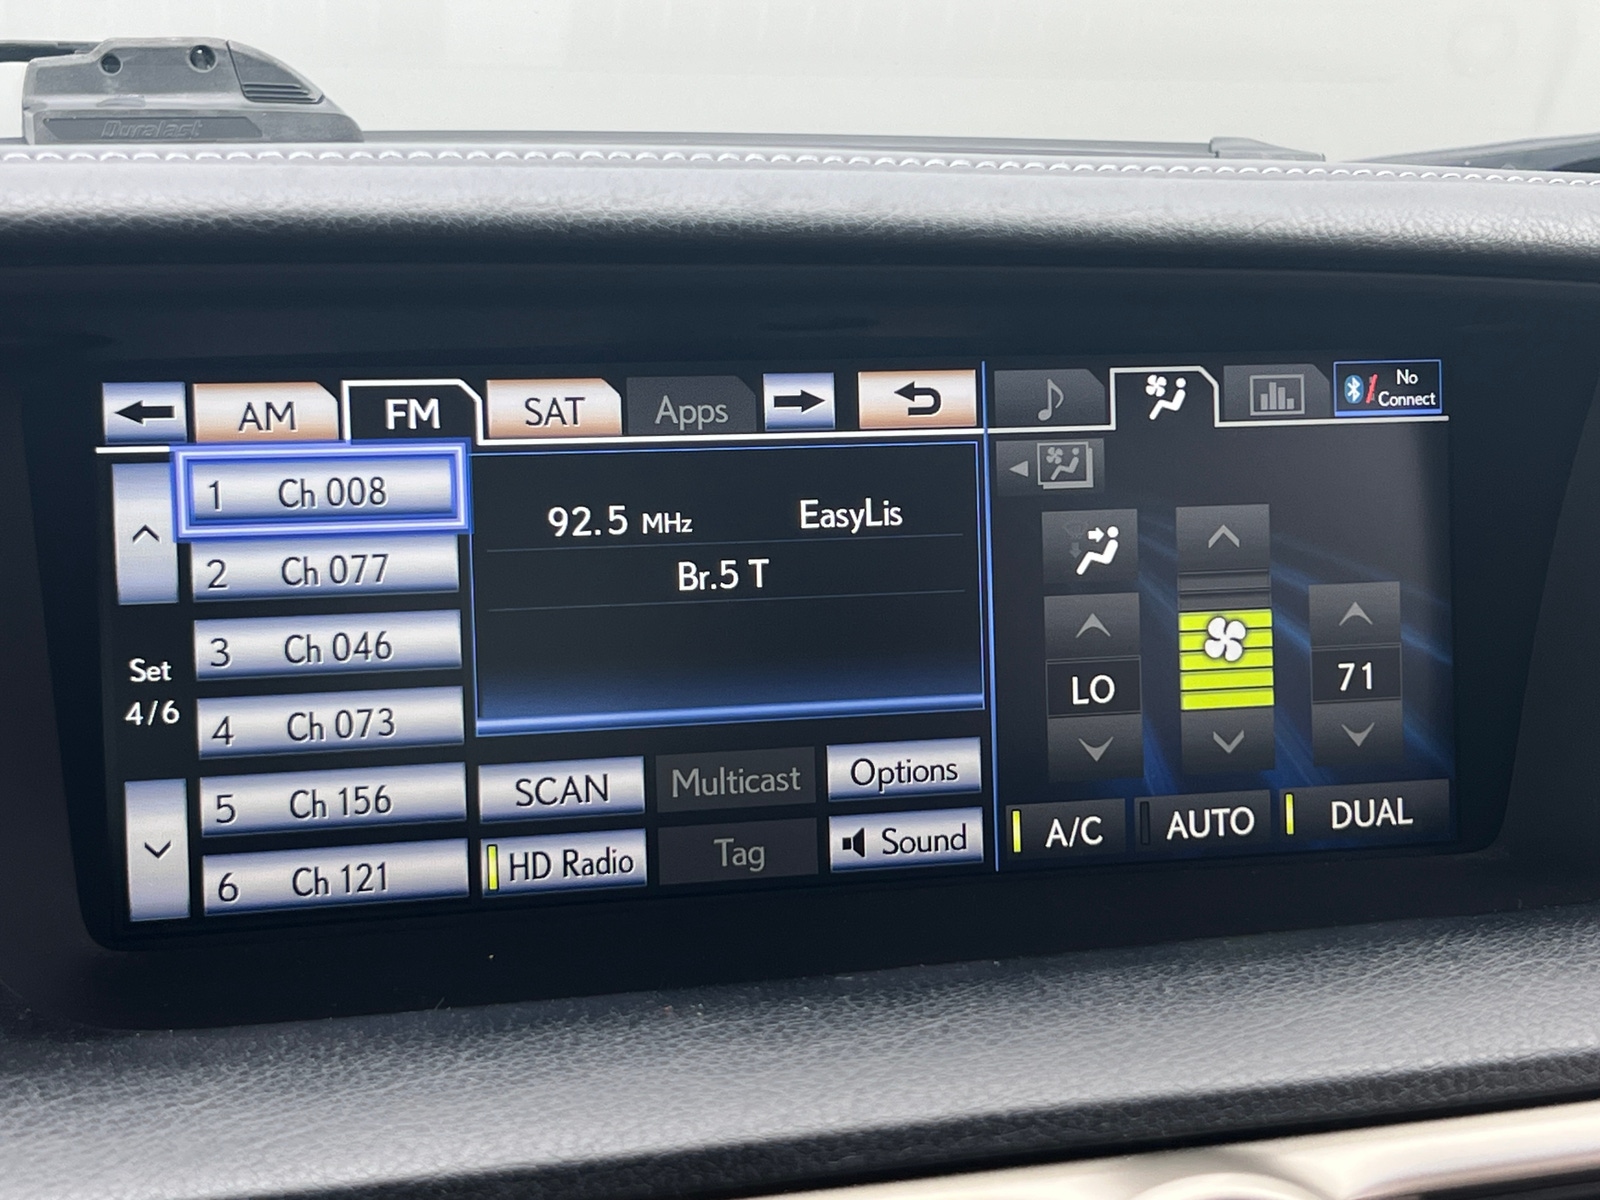 Duralast
AM
FM
SAT
Apps
No
Connect
1 Ch 008
2 Ch 077
3 Ch 046
4 Ch 073
5 Ch 156
6 Ch 121
Set
4/6
92.5 MHz EasyLis
Br.5 T
SCAN
Multicast
Options
HD Radio
Tag
Sound
LO
71
A/C
AUTO
DUAL